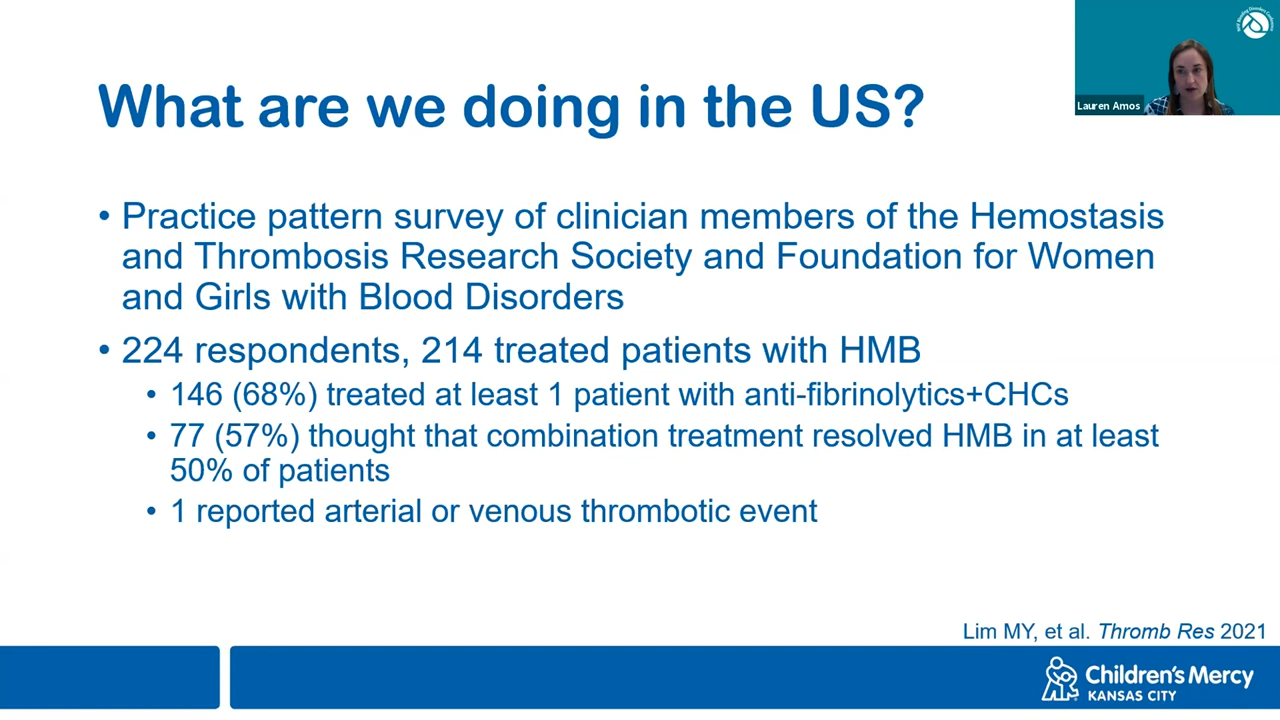 What are we doing in the US?
Lauren Amos
• Practice pattern survey of clinician members of the Hemostasis
and Thrombosis Research Society and Foundation for Women
and Girls with Blood Disorders
• 224 respondents, 214 treated patients with HMB
• 146 (68%) treated at least 1 patient with anti-fibrinolytics+CHCs
• 77 (57%) thought that combination treatment resolved HMB in at least
50% of patients
• 1 reported arterial or venous thrombotic event
Lim MY, et al. Thromb Res 2021
Children's Mercy
KANSAS CITY